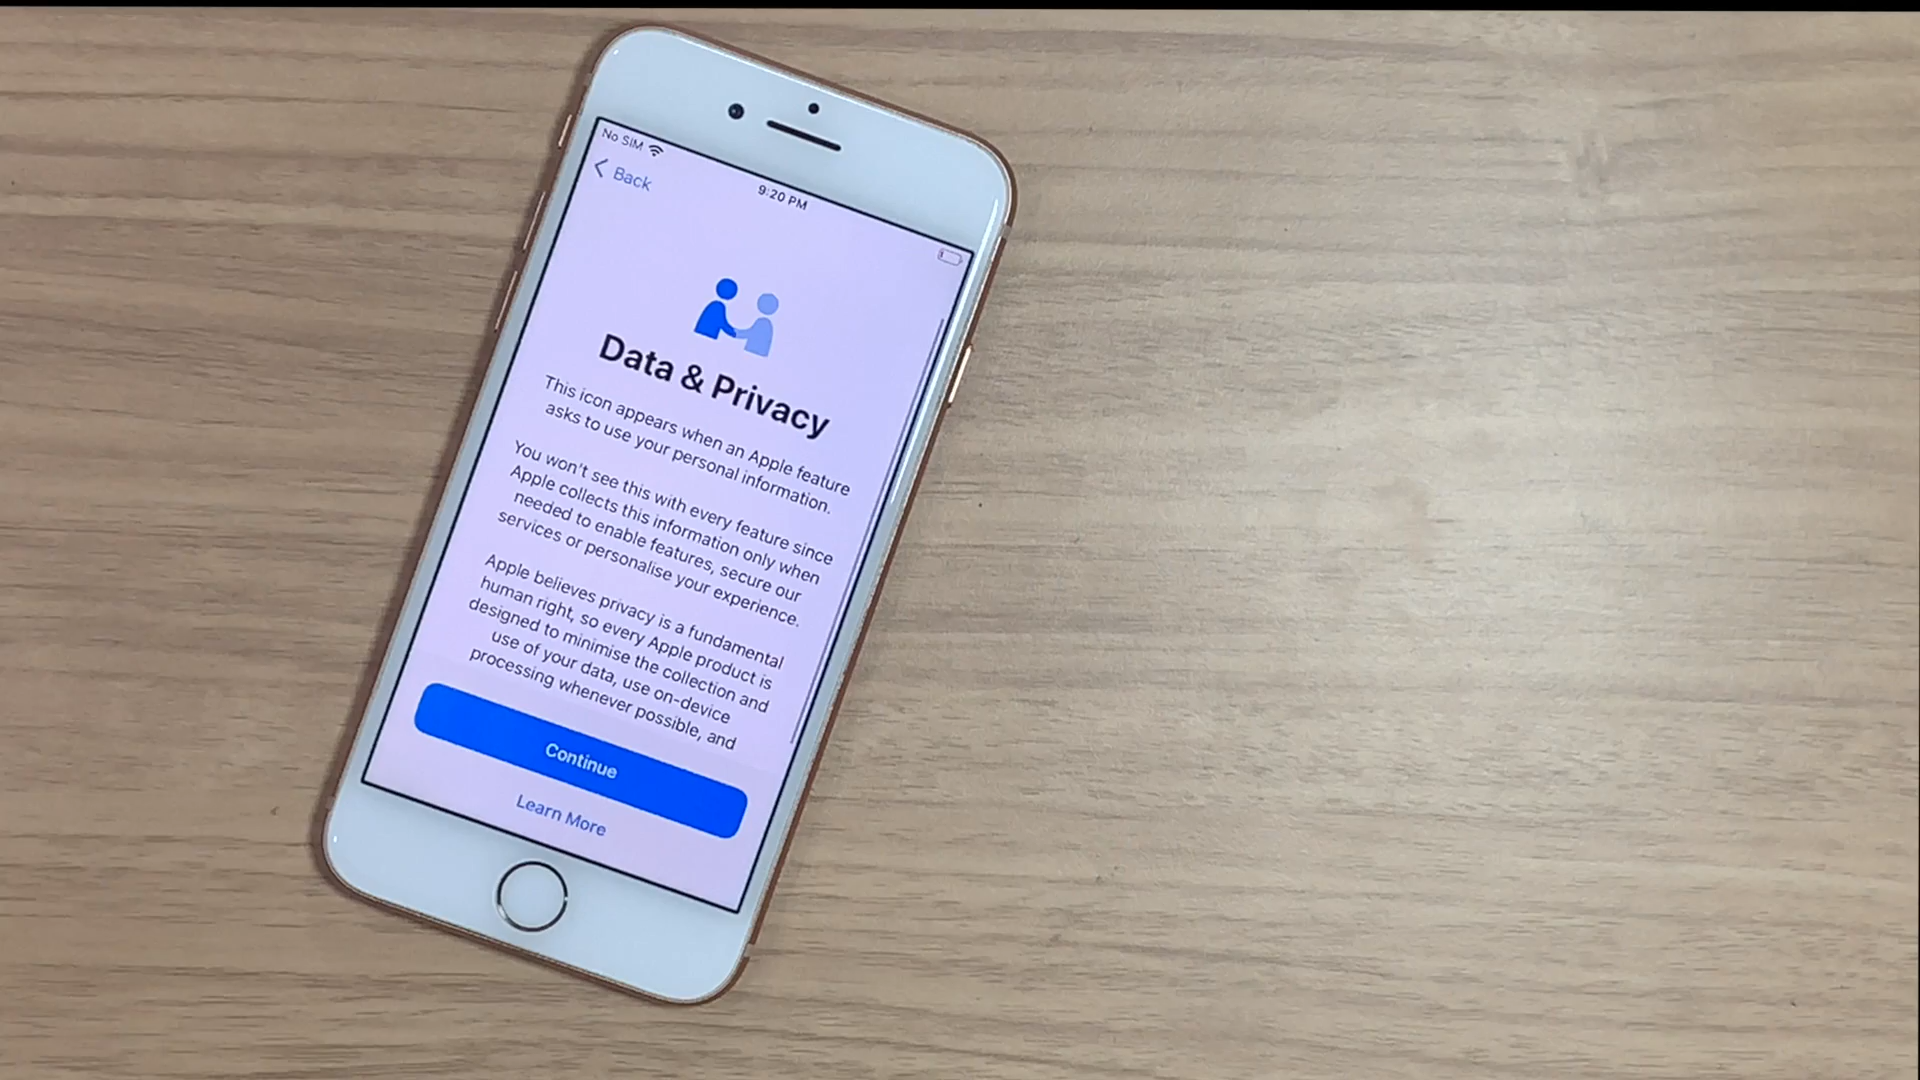 No SIM
9:20 PM
Back
Data & Privacy
This icon appears when an Apple feature
asks to use your personal information.
You won't see this with every feature since
Apple collects this information only when
needed to enable features, secure our
services or personalise your experience.
Apple believes privacy is a fundamental
human right, so every Apple product is
designed to minimise the collection and
use of your data, use on-device
processing whenever possible, and
Continue
Learn More